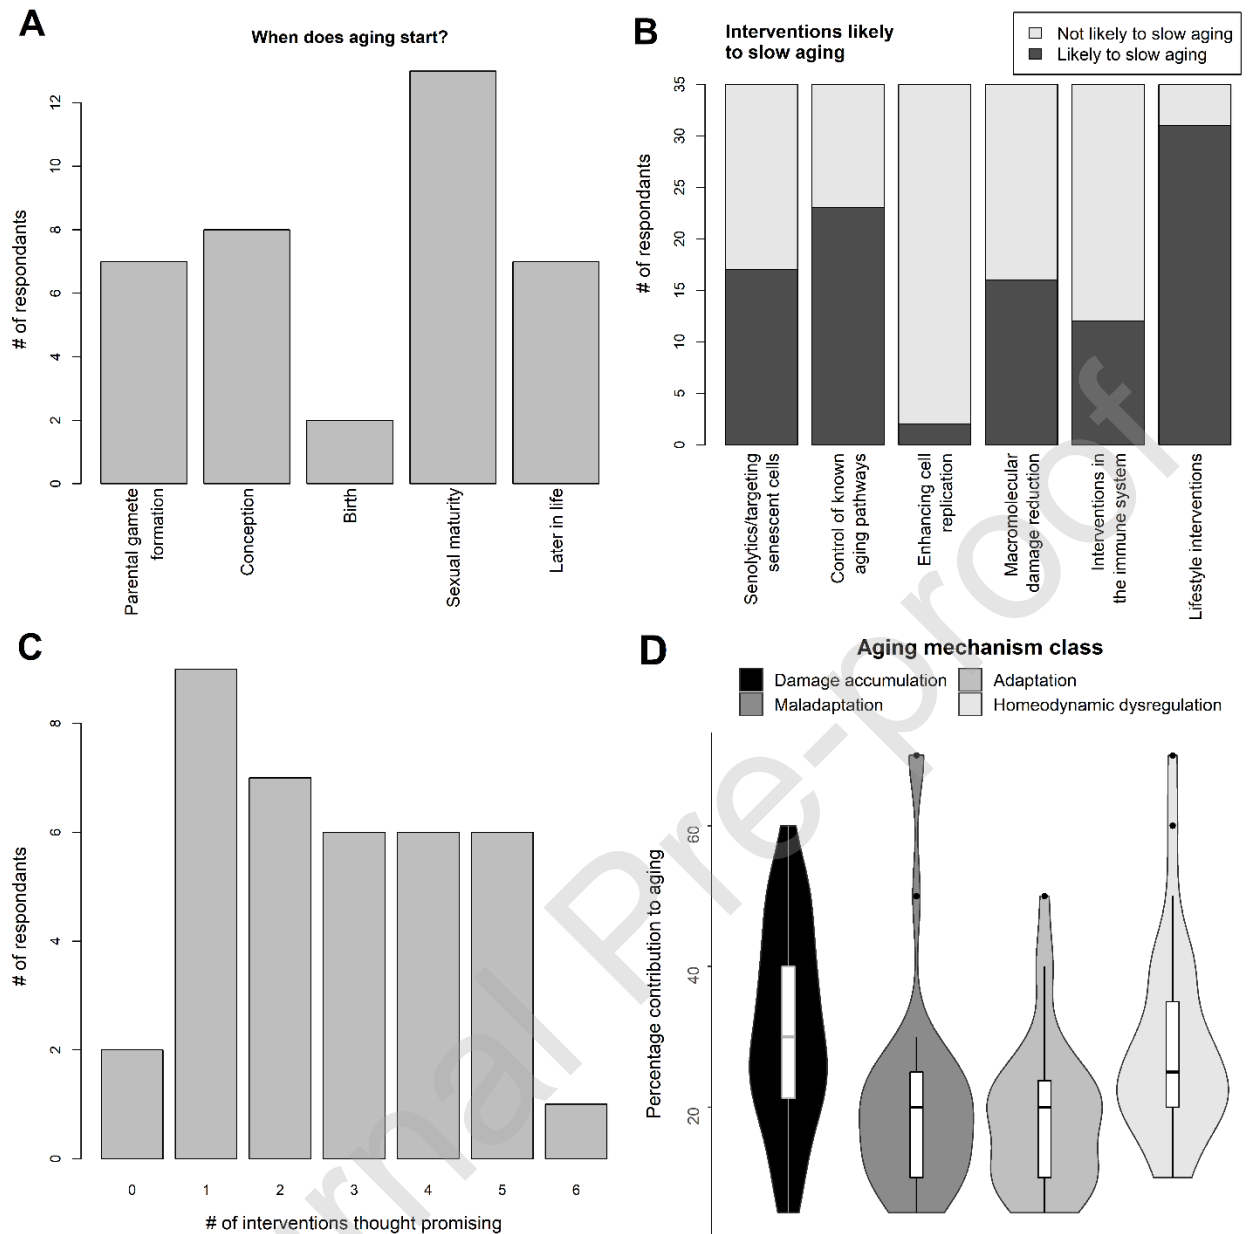 A
When does aging start?
# of respondants
0
2
4
6
8
10
12
Parental gamete
formation
Conception
Birth
Sexual maturity
Later in life
B
Interventions likely
to slow aging
Not likely to slow aging
Likely to slow aging
# of respondants
0
5
10
15
20
25
30
35
Senolytics/targeting
senescent cells
Control of known
aging pathways
Enhancing cell
replication
Macromolecular
damage reduction
Interventions in
the immune system
Lifestyle interventions
C
# of respondants
0
2
4
6
8
0 1 2 3 4 5 6
# of interventions thought promising
D
Aging mechanism class
Damage accumulation
Adaptation
Maladaptation
Homeodynamic dysregulation
Percentage contribution to aging
20
40
60
rnal Pre-proof